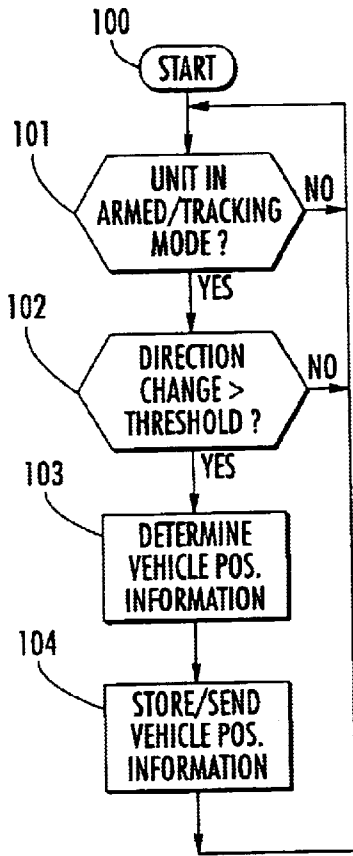 100
START
101
UNIT IN
ARMED/TRACKING
MODE ?
NO
YES
102
DIRECTION
CHANGE >
THRESHOLD ?
NO
YES
103
DETERMINE
VEHICLE POS.
INFORMATION
104
STORE/SEND
VEHICLE POS.
INFORMATION